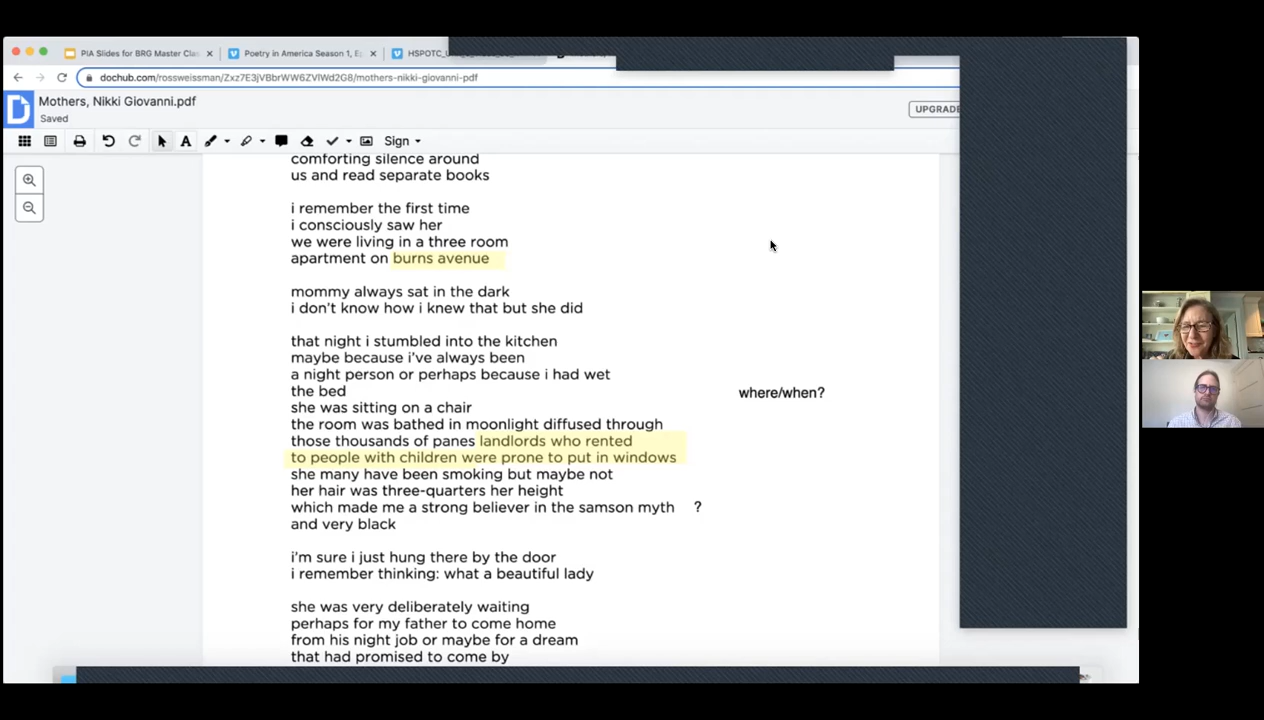 PIA Slides for BRG Master Clas
Poetry in America Season 1, E
HSPOTC_U
dochub.com/rossweissman/Zxz7E3jVBbrWW6ZVlWd2G8/mothers-nikki-giovanni-pdf
Mothers, Nikki Giovanni.pdf
Saved
UPGRADE
A
Sign
comforting silence around
us and read separate books
i remember the first time
i consciously saw her
we were living in a three room
apartment on burns avenue
mommy always sat in the dark
i don't know how i knew that but she did
that night i stumbled into the kitchen
maybe because i've always been
a night person or perhaps because i had wet
the bed
where/when?
she was sitting on a chair
the room was bathed in moonlight diffused through
those thousands of panes landlords who rented
to people with children were prone to put in windows
she many have been smoking but maybe not
her hair was three-quarters her height
which made me a strong believer in the samson myth ?
and very black
i'm sure i just hung there by the door
i remember thinking: what a beautiful lady
she was very deliberately waiting
perhaps for my father to come home
from his night job or maybe for a dream
that had promised to come by